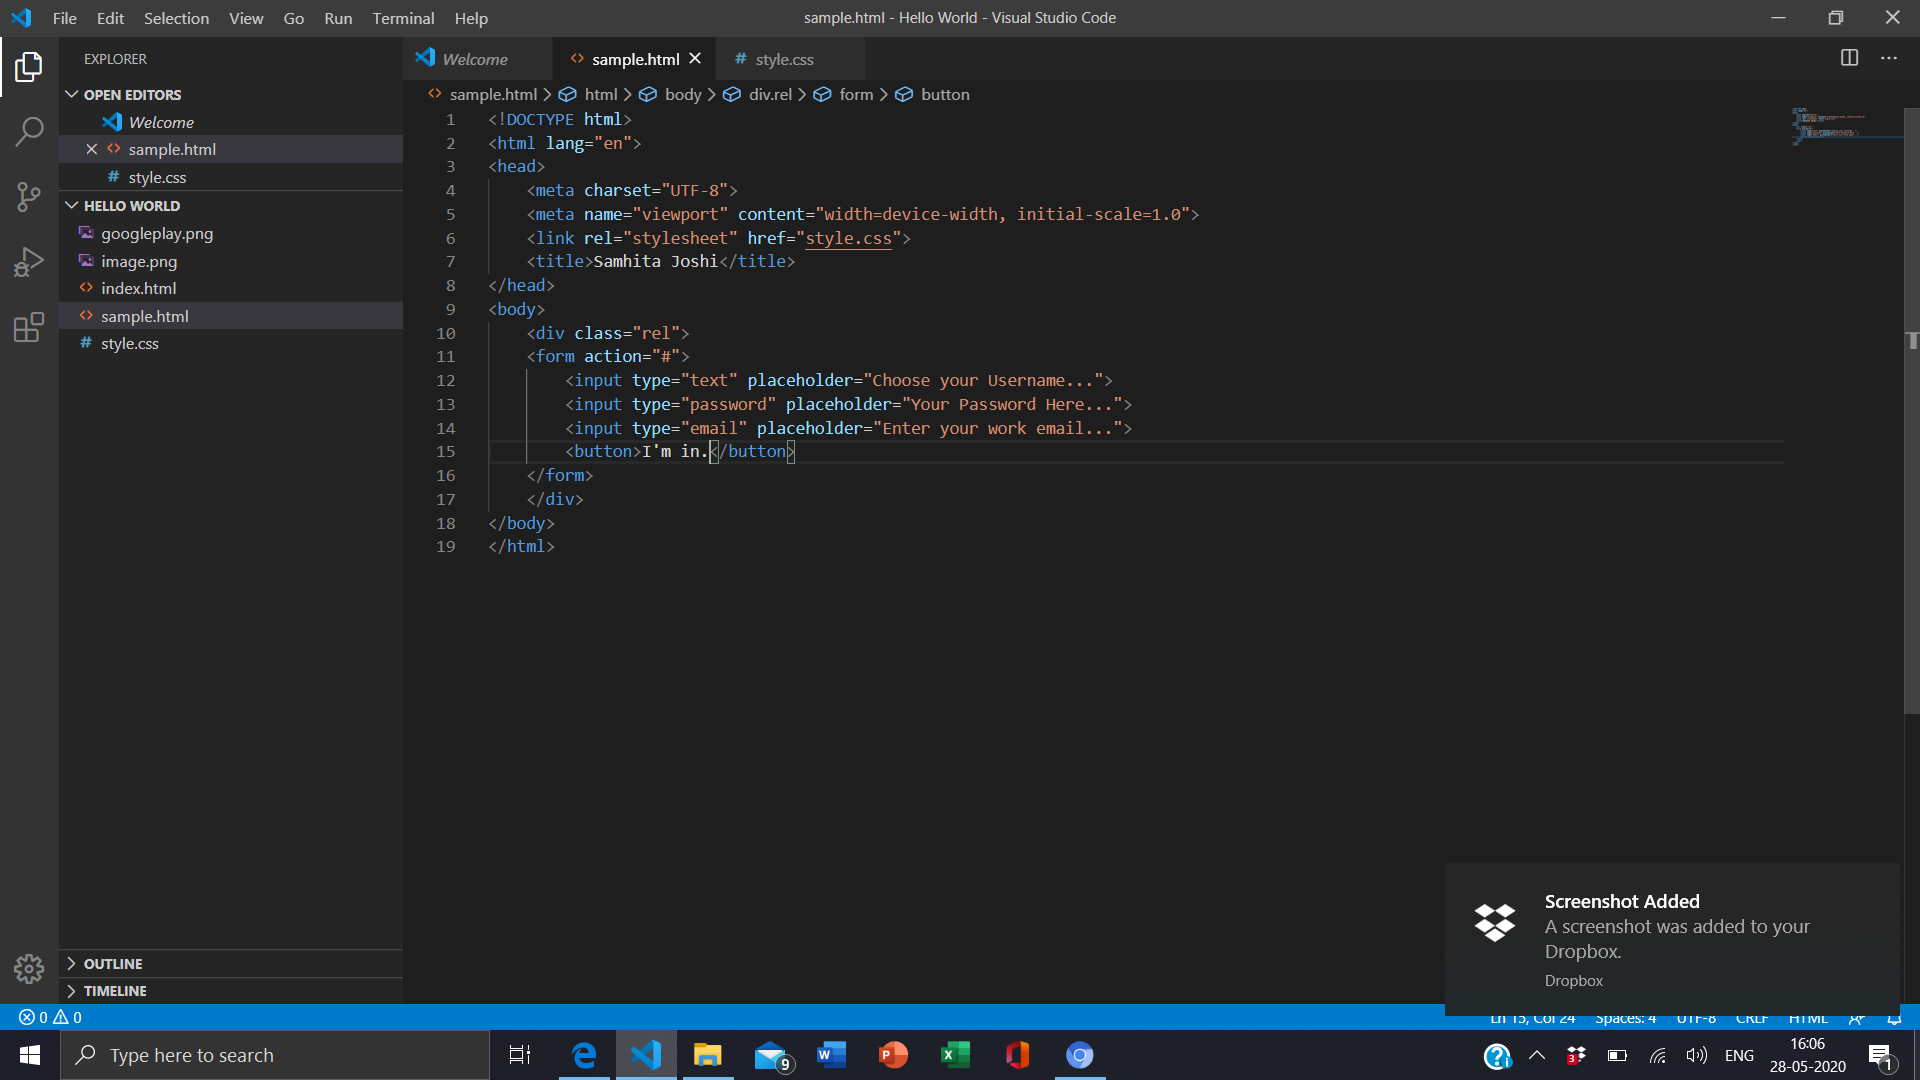 File Edit Selection View Go Run Terminal Help
sample.html - Hello World - Visual Studio Code
EXPLORER
OPEN EDITORS
Welcome
sample.html
style.css
HELLO WORLD
googleplay.png
image.png
index.html
sample.html
style.css
OUTLINE
TIMELINE
Welcome sample.html # style.css
sample.html > html > body > div.rel > form > button
1 <!DOCTYPE html>
2 <html lang="en">
3 <head>
4 <meta charset="UTF-8">
5 <meta name="viewport" content="width=device-width, initial-scale=1.0">
6 <link rel="stylesheet" href="style.css">
7 <title>Samhita Joshi</title>
8 </head>
9 <body>
10 <div class="rel">
11 <form action="#">
12 <input type="text" placeholder="Choose your Username...">
13 <input type="password" placeholder="Your Password Here...">
14 <input type="email" placeholder="Enter your work email...">
15 <button>I'm in.</button>
16 </form>
17 </div>
18 </body>
19 </html>
Screenshot Added
A screenshot was added to your
Dropbox.
Dropbox
0 0
Ln 15, Col 24 Spaces: 4 UTF-8 CRLF HTML
Type here to search
9
3
ENG
16:06
28-05-2020
1